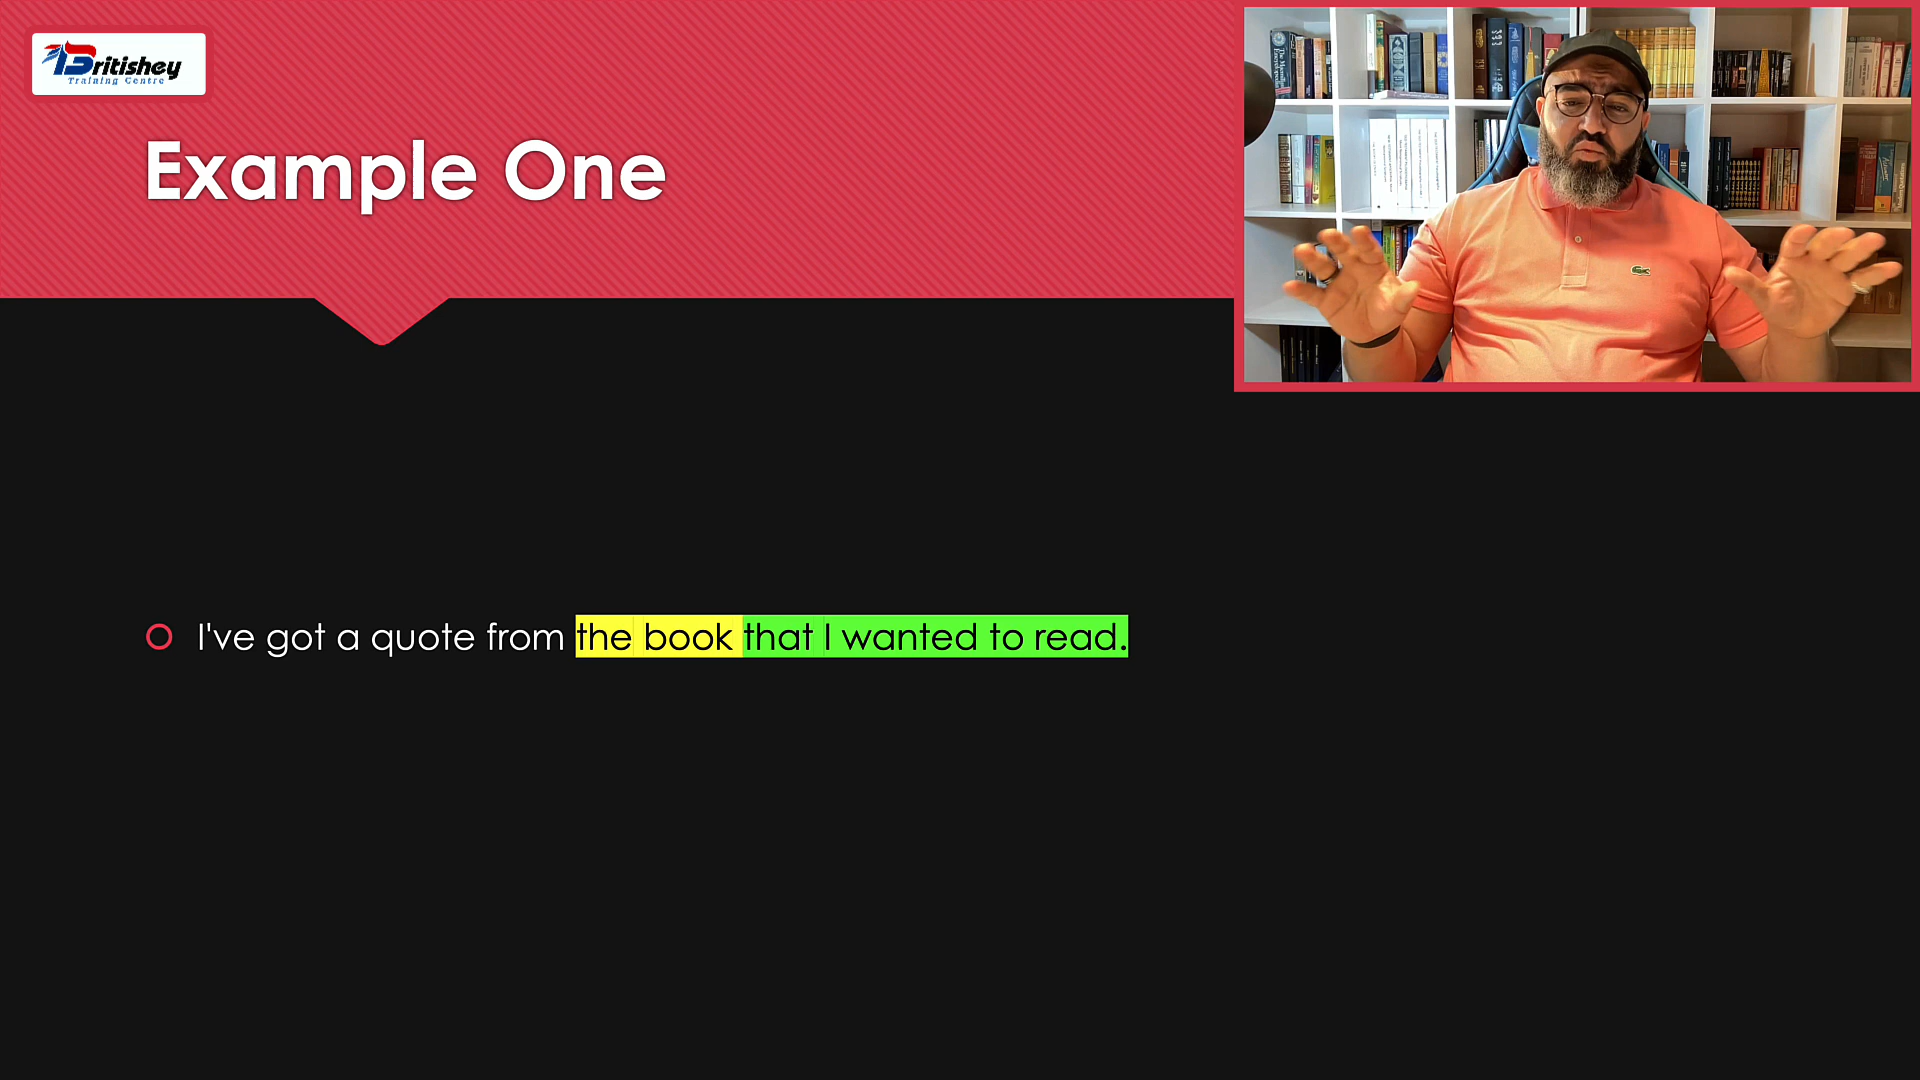 Britishey
Training Centre
Example One
I've got a quote from the book that I wanted to read.